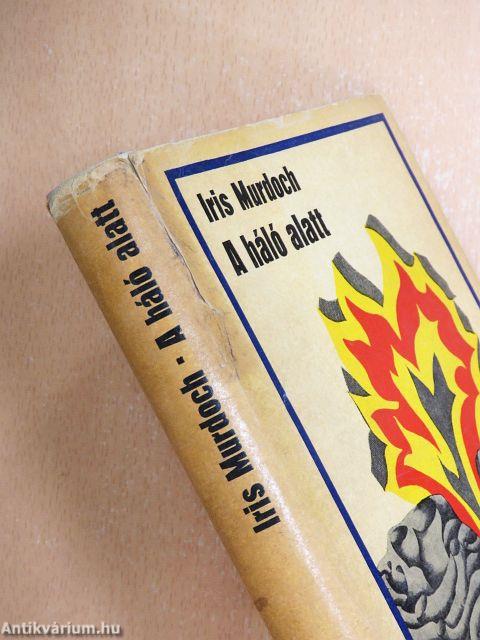 Iris Murdoch
A háló alatt
Iris Murdoch - A háló alatt
Antikvárium.hu